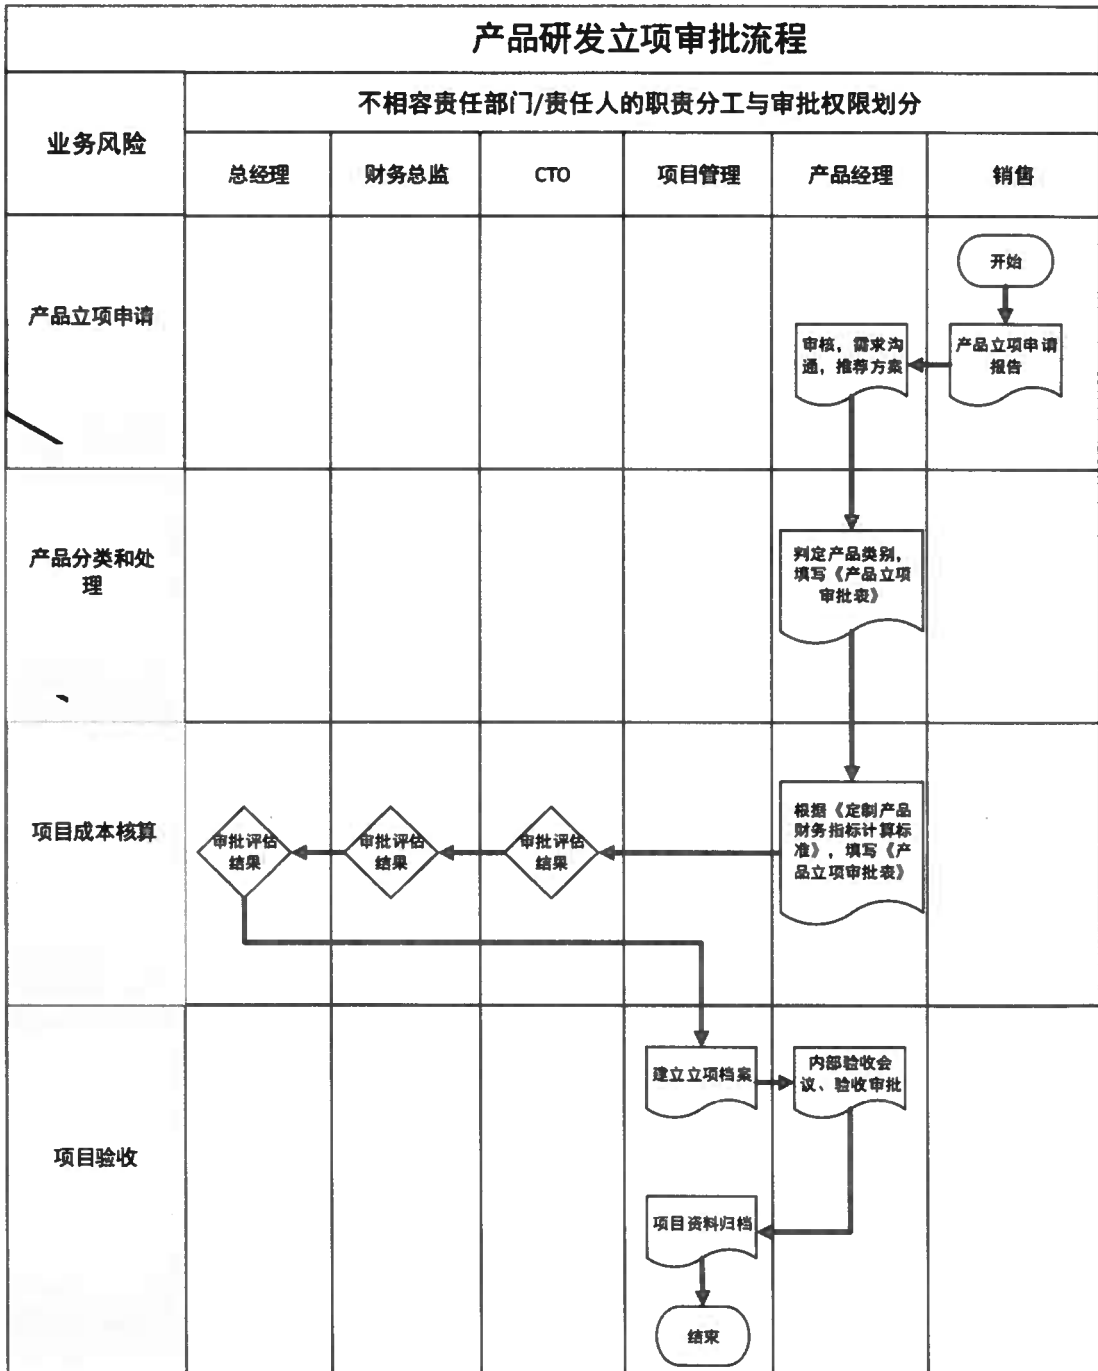 产品研发立项审批流程
业务风险
不相容责任部门/责任人的职责分工与审批权限划分
总经理
财务总监
CTO
项目管理
产品经理
销售
产品立项申请
开始
审核，需求沟
通，推荐方案
产品立项申请
报告
产品分类和处
理
判定产品类别，
填写《产品立项
审批表》
项目成本核算
审批评估
结果
审批评估
结果
审批评估
结果
根据《定制产品
财务指标计算标
准》，填写《产
品立项审批表》
项目验收
建立立项档案
内部验收会
议、验收审批
项目资料归档
结束